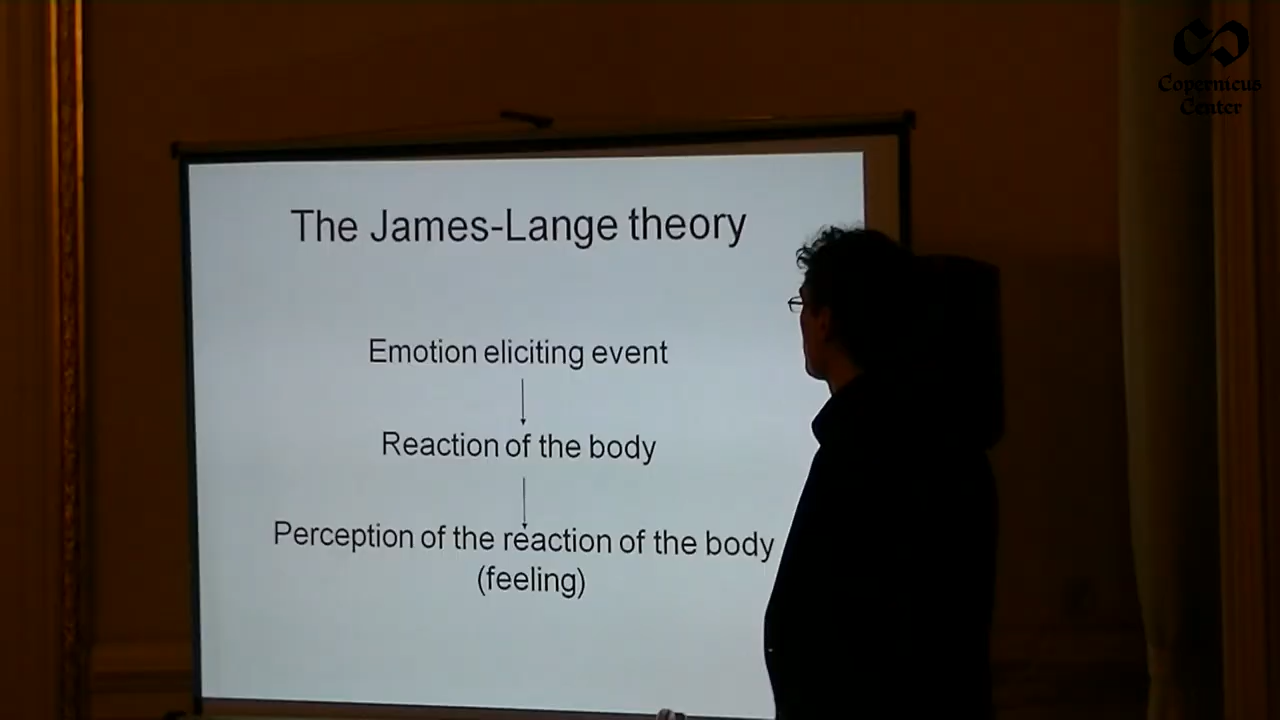 Copernicus
Center
The James-Lange theory
Emotion eliciting event
Reaction of the body
Perception of the reaction of the body
(feeling)